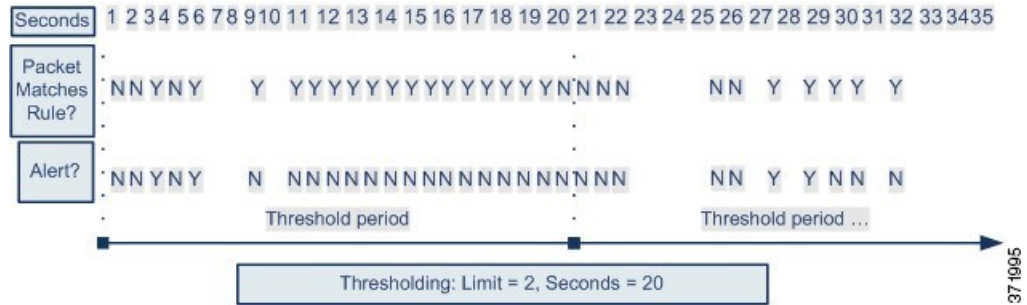 Seconds 1 2 3 4 5 6 7 8 9 10 11 12 13 14 15 16 17 18 19 20 21 22 23 24 25 26 27 28 29 30 31 32 33 34 35
Packet
Matches
Rule?
N N Y N Y Y Y Y Y Y Y Y Y Y Y Y Y Y Y Y N N N N N N Y Y Y Y Y
Alert?
N N Y N Y N N N N N N N N N N N N N N N N N N N N N Y Y N N N
Threshold period
Threshold period ...
Thresholding: Limit = 2, Seconds = 20
371995